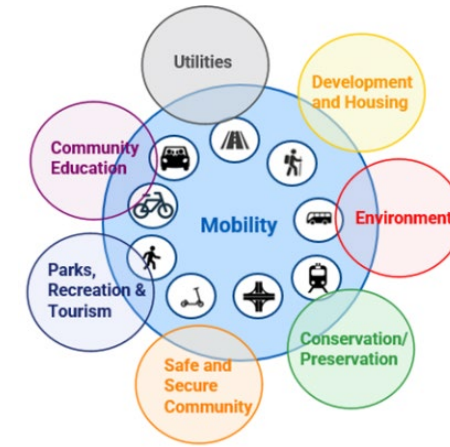 Utilities
Development
and Housing
Community
Education
Mobility
Environment
Parks,
Recreation &
Tourism
Conservation/
Preservation
Safe and
Secure
Community